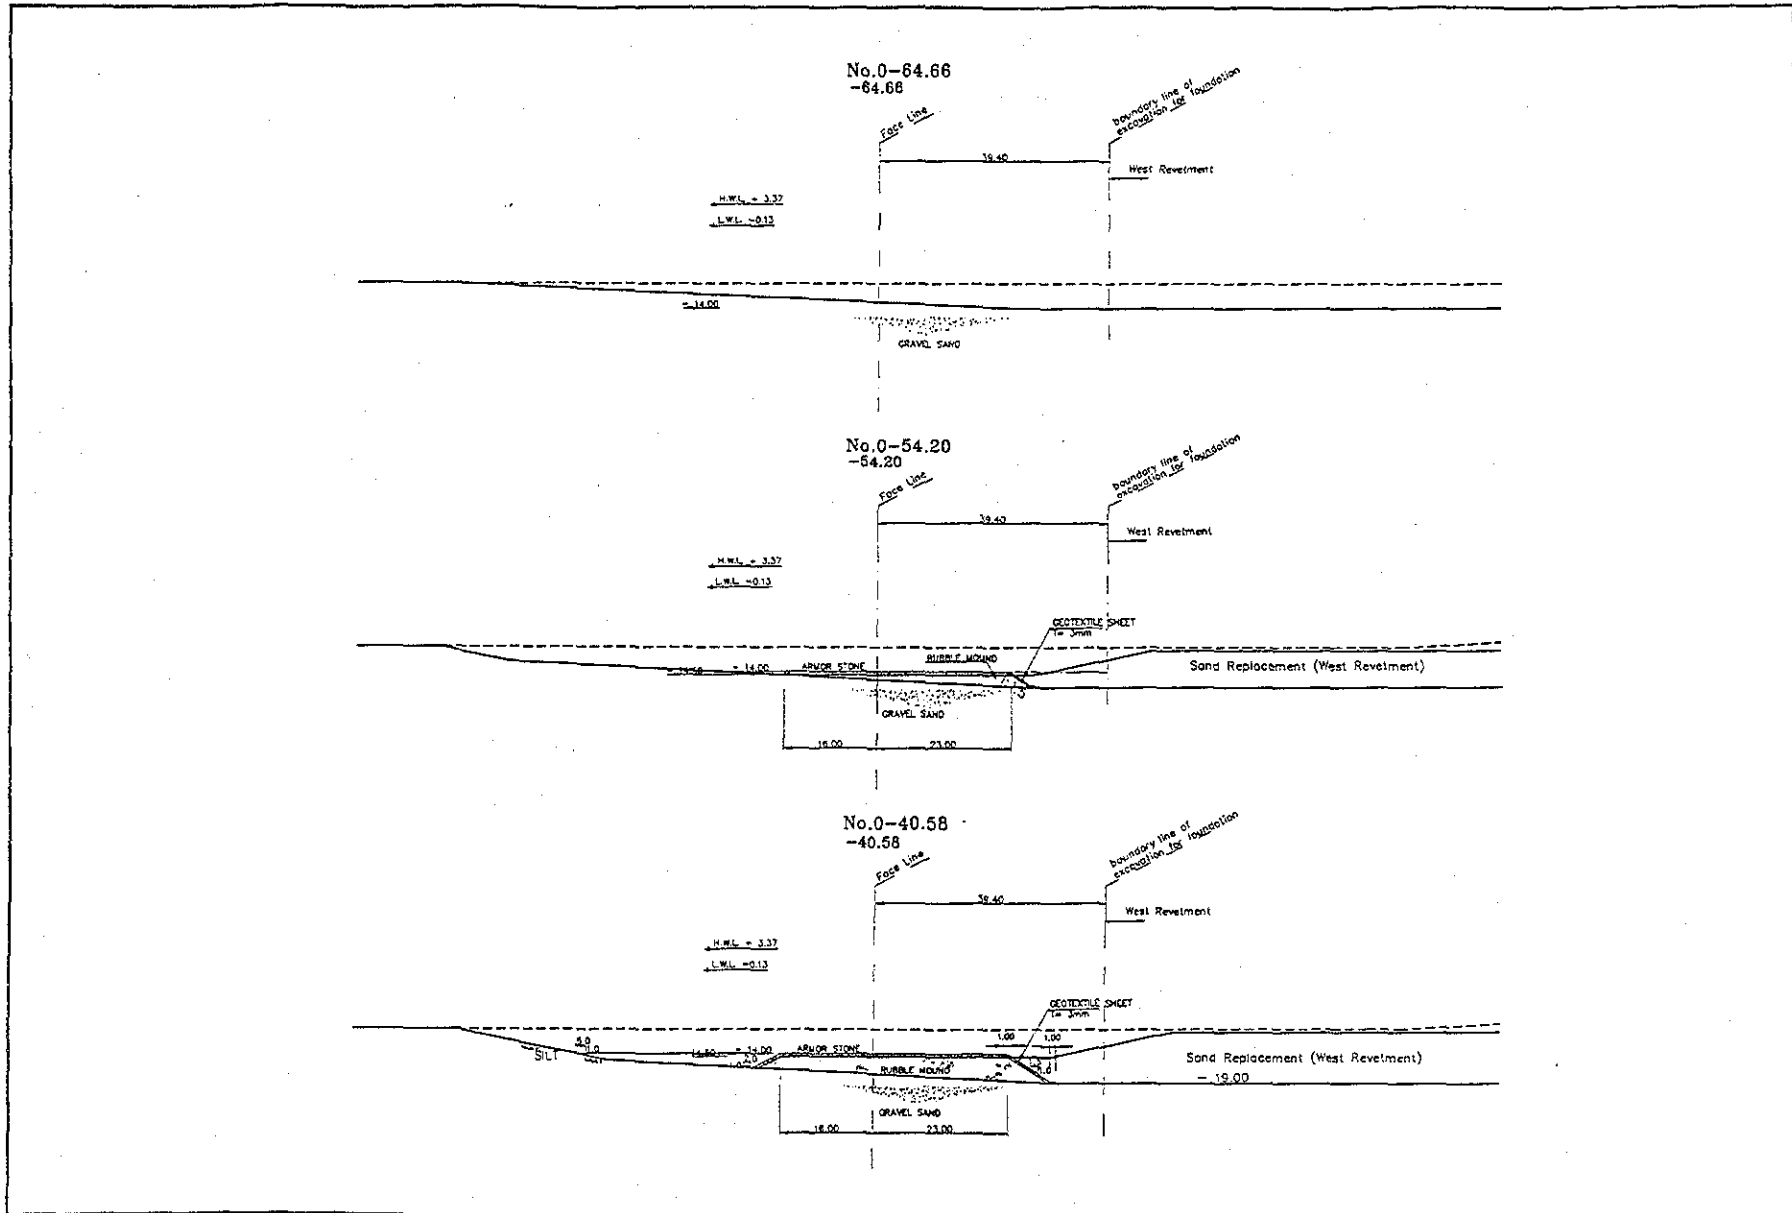 No.0-64.66
-64.66
Face Line
boundary line of
excavation for foundation
39.40
West Revetment
H.W.L + 3.37
L.W.L -0.13
- 14.00
GRAVEL SAND
No.0-54.20
-54.20
Face Line
boundary line of
excavation for foundation
39.40
West Revetment
H.W.L + 3.37
L.W.L -0.13
GEOTEXTILE SHEET
t= 3mm
- 14.00
ARMOR STONE
RUBBLE MOUND
Sand Replacement (West Revetment)
GRAVEL SAND
16.00
23.00
No.0-40.58
-40.58
Face Line
boundary line of
excavation for foundation
39.40
West Revetment
H.W.L + 3.37
L.W.L -0.13
GEOTEXTILE SHEET
t= 3mm
1.00
1.00
5.0
1.0
SILT
- 14.00
ARMOR STONE
RUBBLE MOUND
Sand Replacement (West Revetment)
- 19.00
GRAVEL SAND
16.00
23.00